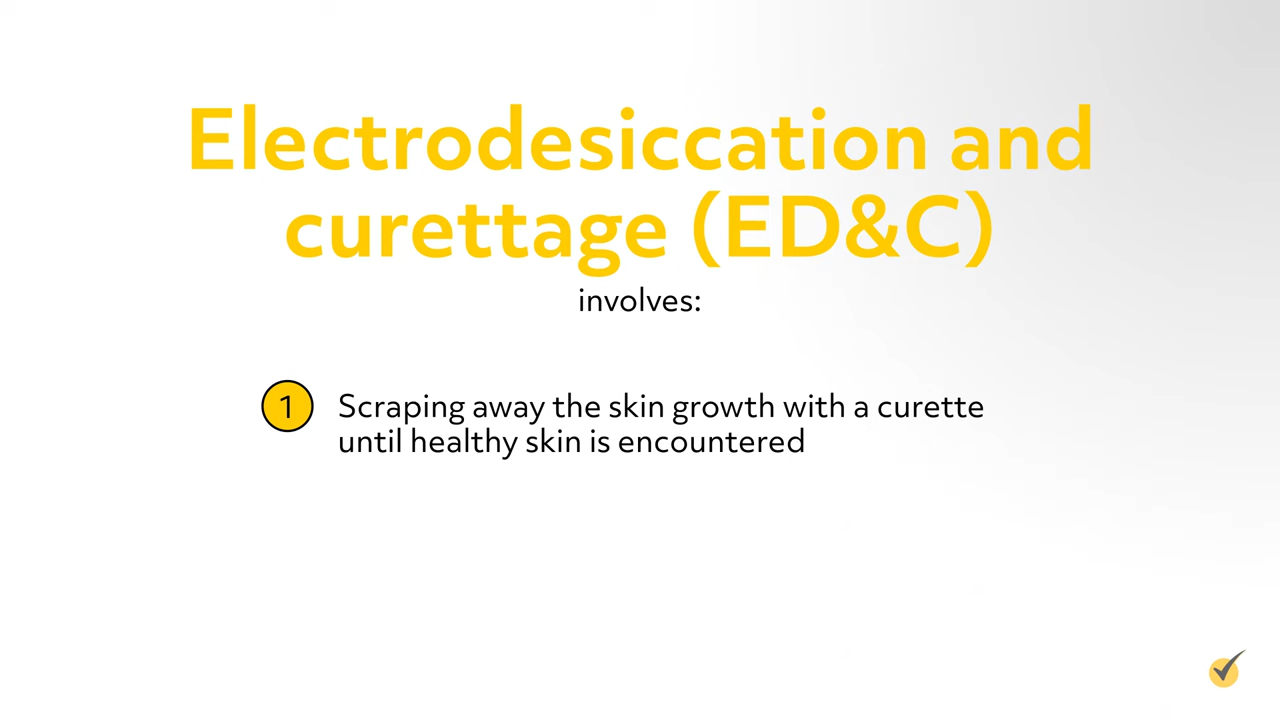 Electrodesiccation and
curettage (ED&C)
involves:
1 Scraping away the skin growth with a curette
until healthy skin is encountered